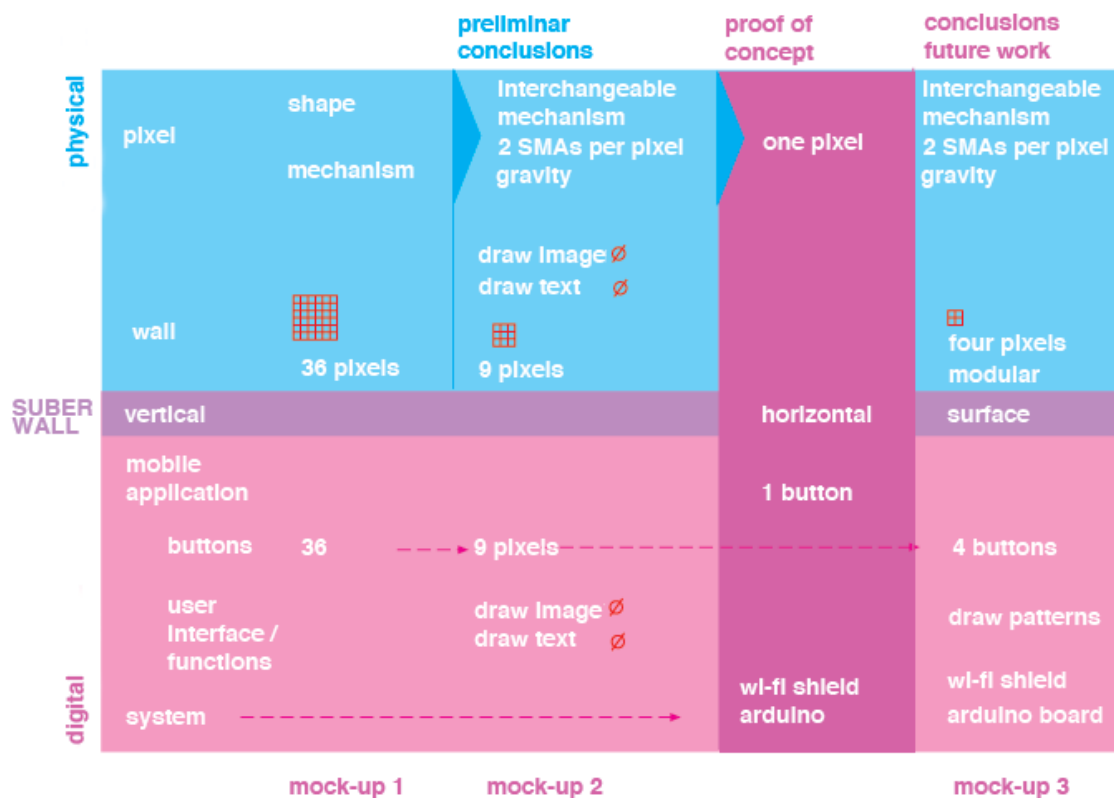 preliminar
conclusions
proof of
concept
conclusions
future work
physical
pixel
shape
mechanism
Interchangeable
mechanism
2 SMAs per pixel
gravity
one pixel
Interchangeable
mechanism
2 SMAs per pixel
gravity
draw Image ∅
draw text ∅
wall
36 pixels
9 pixels
four pixels
modular
SUBER
WALL
vertical
horizontal
surface
digital
mobile
application
1 button
buttons
36
9 pixels
4 buttons
user
Interface /
functions
draw Image ∅
draw text ∅
draw patterns
system
wi-fi shield
arduino
wi-fi shield
arduino board
mock-up 1
mock-up 2
mock-up 3